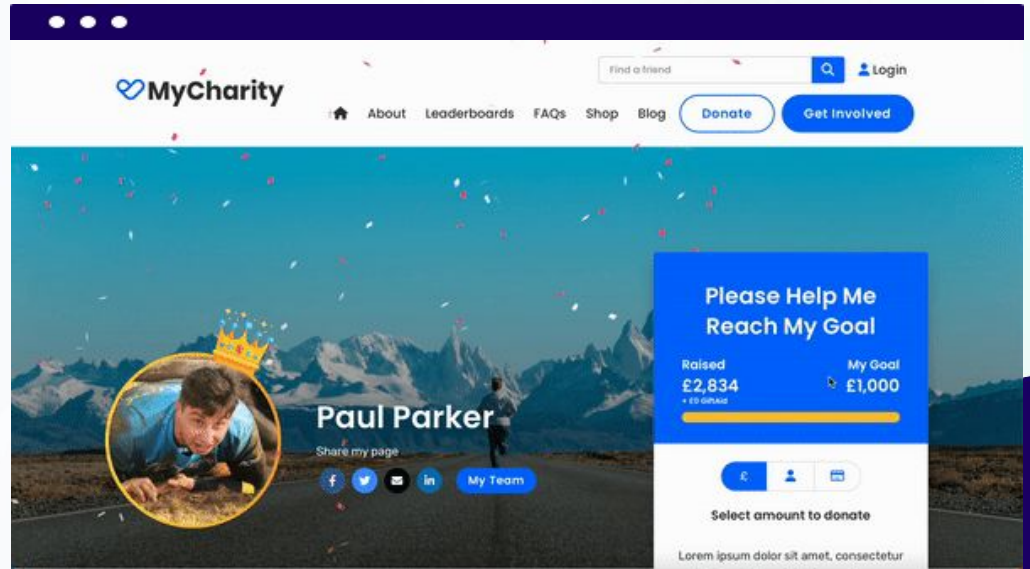 MyCharity
Find a friend
Login
About Leaderboards FAQs Shop Blog Donate Get Involved
Please Help Me
Reach My Goal
Raised My Goal
£2,834 £1,000
+ £0 GiftAid
Paul Parker
Share my page
f in My Team
£
Select amount to donate
Lorem ipsum dolor sit amet, consectetur